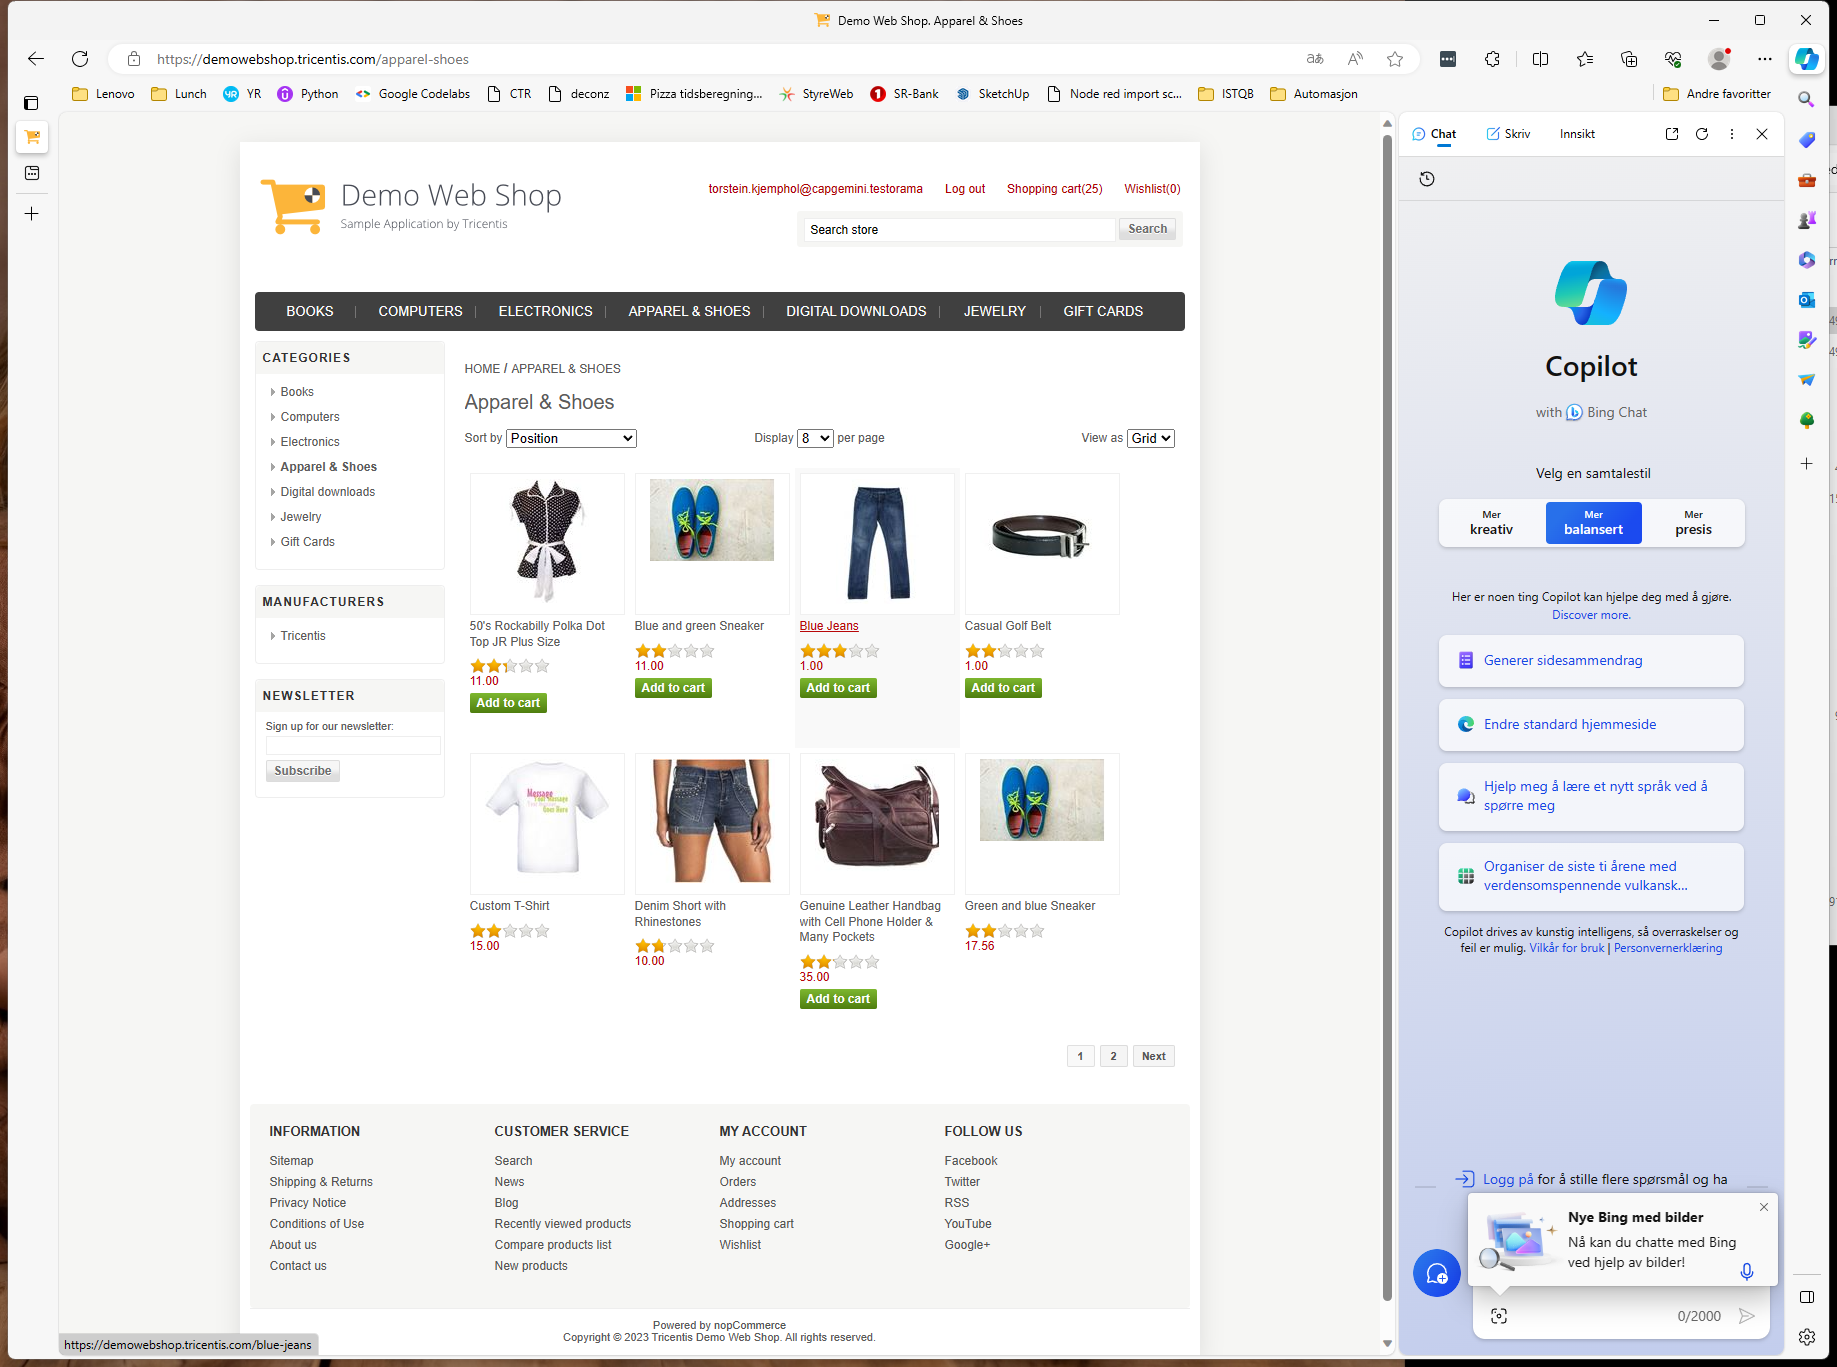 Demo Web Shop. Apparel & Shoes
https://demowebshop.tricentis.com/apparel-shoes
Lenovo
Lunch
YR
Python
Google Codelabs
CTR
deconz
Pizza tidsberegning...
StyreWeb
SR-Bank
SketchUp
Node red import sc...
ISTQB
Automasjon
Andre favoritter
Demo Web Shop
Sample Application by Tricentis
torstein.kjemphol@capgemini.testorama
Log out
Shopping cart(25)
Wishlist(0)
Search store
Search
BOOKS
COMPUTERS
ELECTRONICS
APPAREL & SHOES
DIGITAL DOWNLOADS
JEWELRY
GIFT CARDS
CATEGORIES
Books
Computers
Electronics
Apparel & Shoes
Digital downloads
Jewelry
Gift Cards
MANUFACTURERS
Tricentis
NEWSLETTER
Sign up for our newsletter:
Subscribe
HOME / APPAREL & SHOES
Apparel & Shoes
Sort by Position
Display 8 per page
View as Grid
50's Rockabilly Polka Dot
Top JR Plus Size
11.00
Add to cart
Blue and green Sneaker
11.00
Add to cart
Blue Jeans
1.00
Add to cart
Casual Golf Belt
1.00
Add to cart
Message
Your Message
Goes Here
Custom T-Shirt
15.00
Denim Short with
Rhinestones
10.00
Genuine Leather Handbag
with Cell Phone Holder &
Many Pockets
35.00
Add to cart
Green and blue Sneaker
17.56
1
2
Next
INFORMATION
Sitemap
Shipping & Returns
Privacy Notice
Conditions of Use
About us
Contact us
CUSTOMER SERVICE
Search
News
Blog
Recently viewed products
Compare products list
New products
MY ACCOUNT
My account
Orders
Addresses
Shopping cart
Wishlist
FOLLOW US
Facebook
Twitter
RSS
YouTube
Google+
Powered by nopCommerce
Copyright © 2023 Tricentis Demo Web Shop. All rights reserved.
https://demowebshop.tricentis.com/blue-jeans
Chat
Skriv
Innsikt
Copilot
with Bing Chat
Velg en samtalestil
Mer
kreativ
Mer
balansert
Mer
presis
Her er noen ting Copilot kan hjelpe deg med å gjøre.
Discover more.
Generer sidesammendrag
Endre standard hjemmeside
Hjelp meg å lære et nytt språk ved å
spørre meg
Organiser de siste ti årene med
verdensomspennende vulkansk...
Copilot drives av kunstig intelligens, så overraskelser og
feil er mulig. Vilkår for bruk | Personvernerklæring
Logg på for å stille flere spørsmål og ha
Nye Bing med bilder
Nå kan du chatte med Bing
ved hjelp av bilder!
0/2000